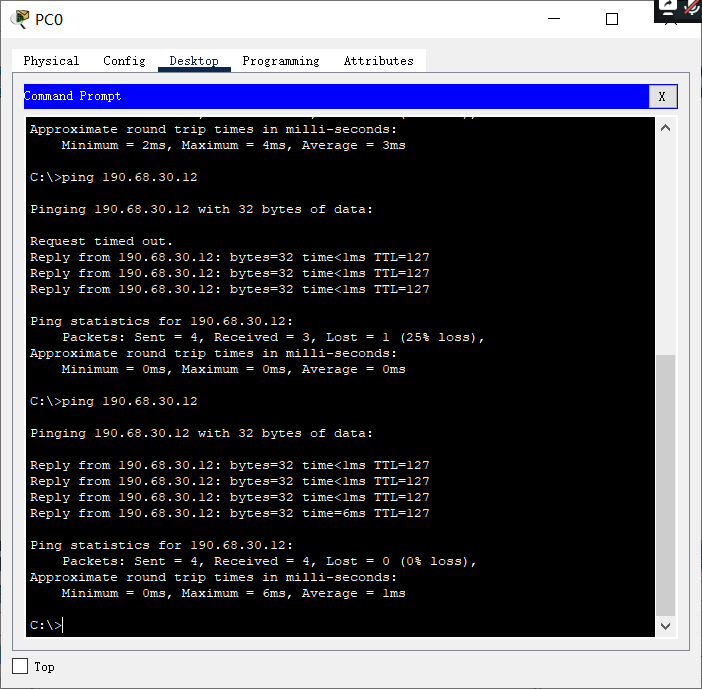 PC0
Physical Config Desktop Programming Attributes
Command Prompt X
Approximate round trip times in milli-seconds:
Minimum = 2ms, Maximum = 4ms, Average = 3ms
C:\>ping 190.68.30.12
Pinging 190.68.30.12 with 32 bytes of data:
Request timed out.
Reply from 190.68.30.12: bytes=32 time<1ms TTL=127
Reply from 190.68.30.12: bytes=32 time<1ms TTL=127
Reply from 190.68.30.12: bytes=32 time<1ms TTL=127
Ping statistics for 190.68.30.12:
Packets: Sent = 4, Received = 3, Lost = 1 (25% loss),
Approximate round trip times in milli-seconds:
Minimum = 0ms, Maximum = 0ms, Average = 0ms
C:\>ping 190.68.30.12
Pinging 190.68.30.12 with 32 bytes of data:
Reply from 190.68.30.12: bytes=32 time<1ms TTL=127
Reply from 190.68.30.12: bytes=32 time<1ms TTL=127
Reply from 190.68.30.12: bytes=32 time<1ms TTL=127
Reply from 190.68.30.12: bytes=32 time=6ms TTL=127
Ping statistics for 190.68.30.12:
Packets: Sent = 4, Received = 4, Lost = 0 (0% loss),
Approximate round trip times in milli-seconds:
Minimum = 0ms, Maximum = 6ms, Average = 1ms
C:\>
Top